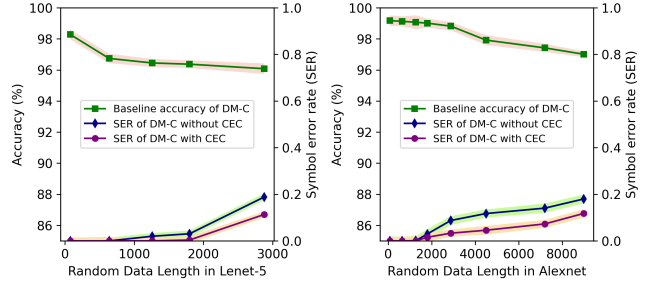 100
98
96
94
92
90
88
86
Accuracy (%)
1.0
0.8
0.6
0.4
0.2
0.0
Symbol error rate (SER)
Baseline accuracy of DM-C
SER of DM-C without CEC
SER of DM-C with CEC
0 1000 2000 3000
Random Data Length in Lenet-5
100
98
96
94
92
90
88
86
Accuracy (%)
1.0
0.8
0.6
0.4
0.2
0.0
Symbol error rate (SER)
Baseline accuracy of DM-C
SER of DM-C without CEC
SER of DM-C with CEC
0 2000 4000 6000 8000
Random Data Length in Alexnet